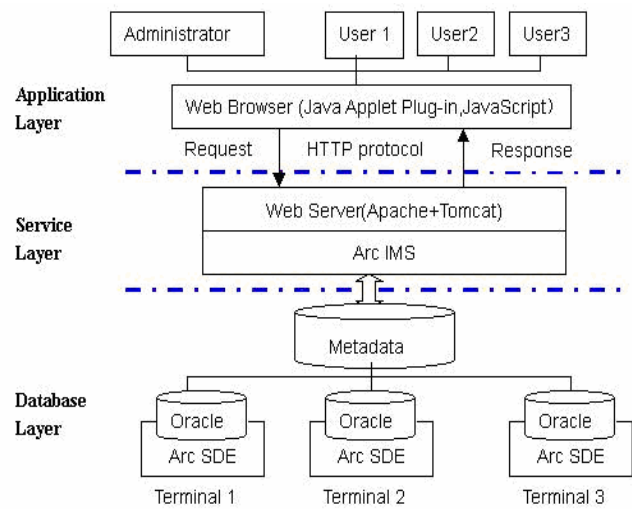 Administrator
User 1
User2
User3
Application
Layer
Web Browser (Java Applet Plug-in,JavaScript)
Request
HTTP protocol
Response
Service
Layer
Web Server(Apache+Tomcat)
Arc IMS
Metadata
Database
Layer
Oracle
Oracle
Oracle
Arc SDE
Arc SDE
Arc SDE
Terminal 1
Terminal 2
Terminal 3